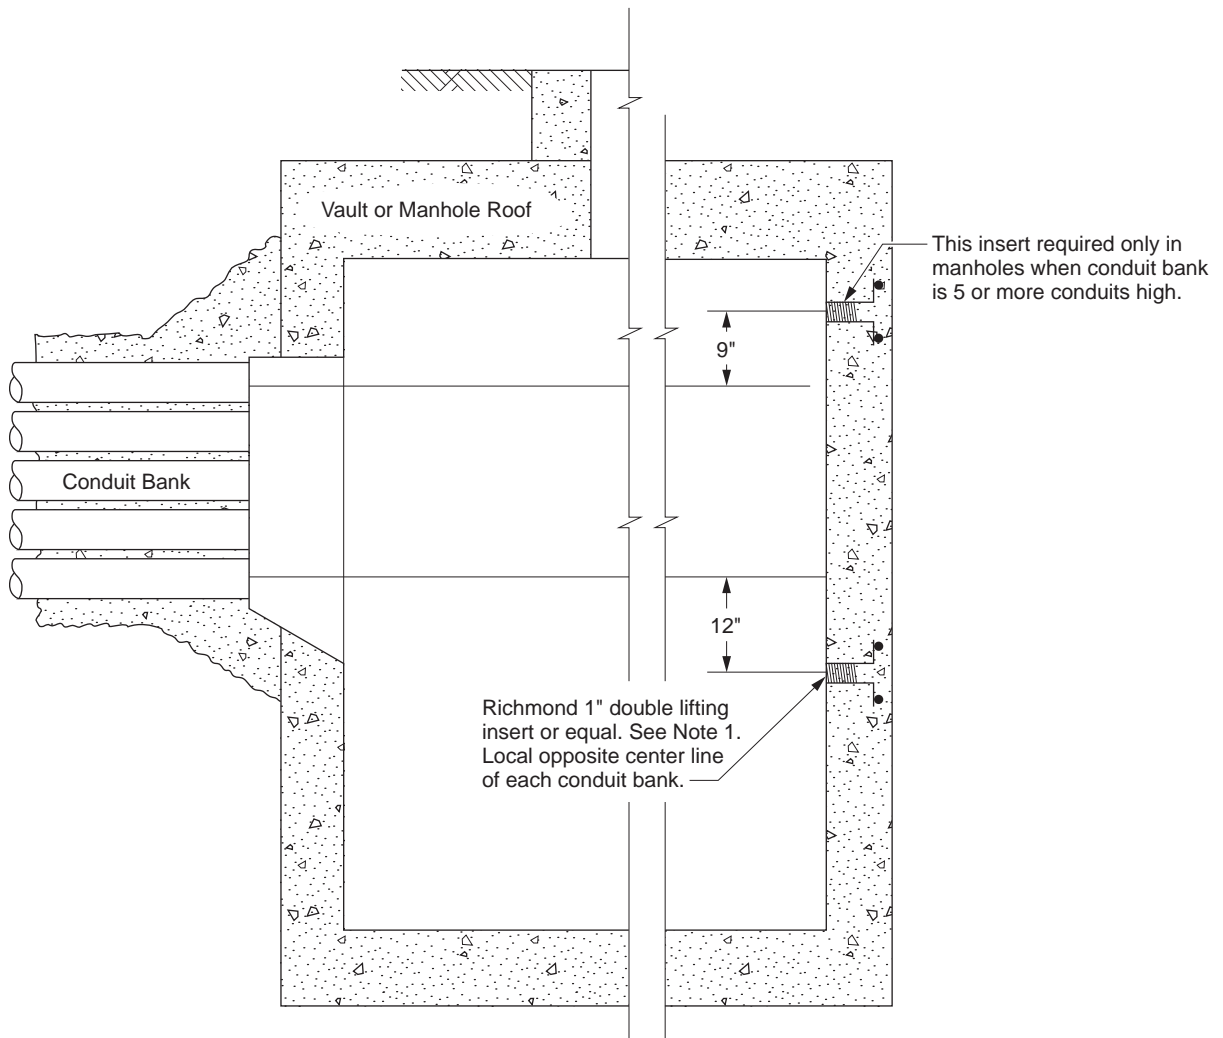 Vault or Manhole Roof
This insert required only in
manholes when conduit bank
is 5 or more conduits high.
9"
Conduit Bank
12"
Richmond 1" double lifting
insert or equal. See Note 1.
Local opposite center line
of each conduit bank.